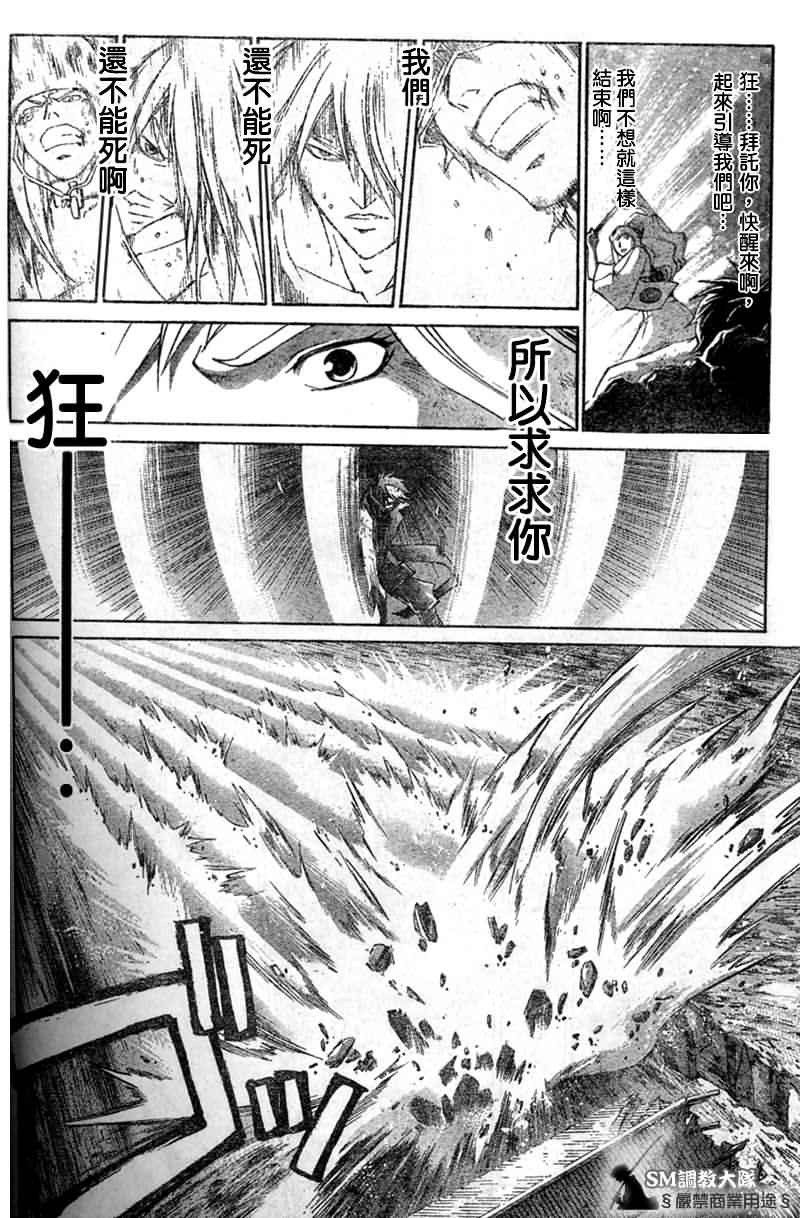 狂……拜託你，快醒來啊，
起來引導我們吧…
我們不想就這樣
結束啊……
我們
還不能死
還不能死啊
所以求求你
狂——…
ゴゴ
SM調教大隊
§嚴禁商業用途§